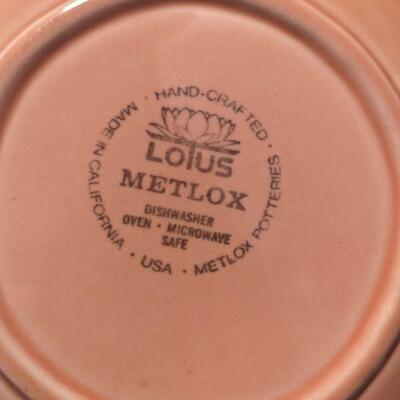 MADE IN CALIFORNIA · HAND-CRAFTED · METLOX POTTERIES · USA ·
LOTUS
METLOX
DISHWASHER
OVEN · MICROWAVE
SAFE